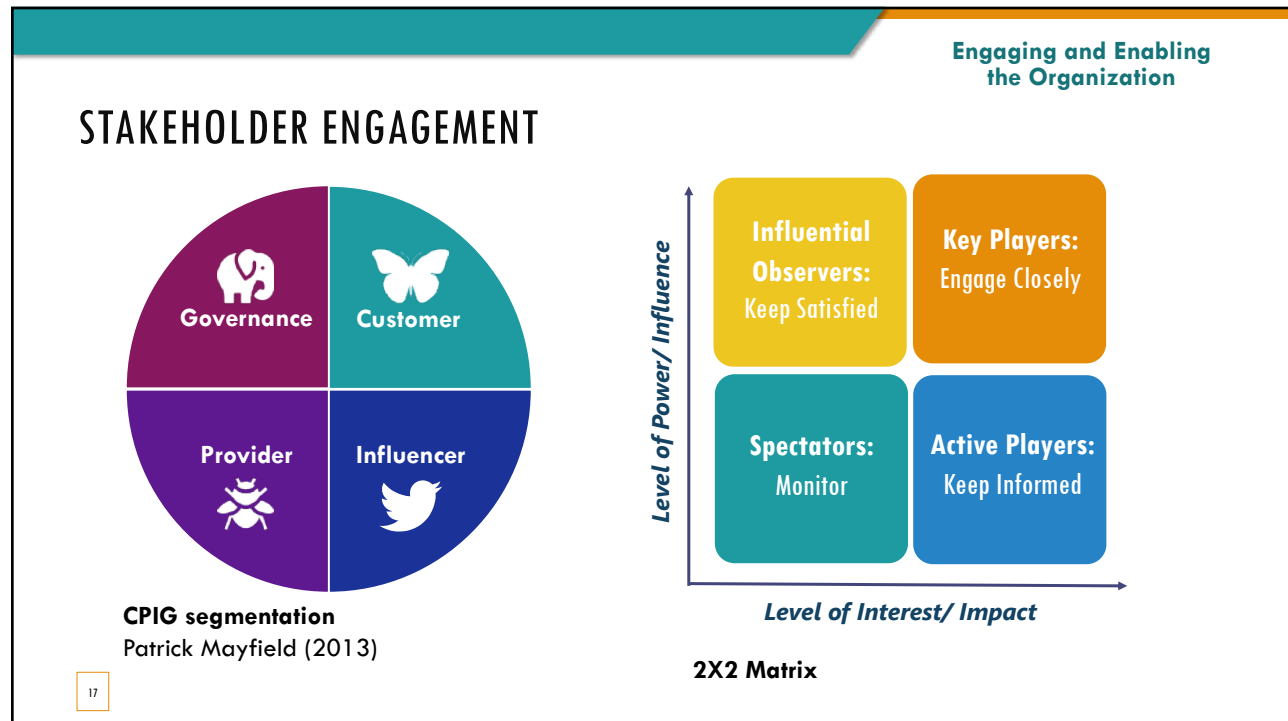 Engaging and Enabling
the Organization
STAKEHOLDER ENGAGEMENT
Governance
Customer
Provider
Influencer
CPIG segmentation
Patrick Mayfield (2013)
Level of Power/ Influence
Influential
Observers:
Keep Satisfied
Key Players:
Engage Closely
Spectators:
Monitor
Active Players:
Keep Informed
Level of Interest/ Impact
2X2 Matrix
17